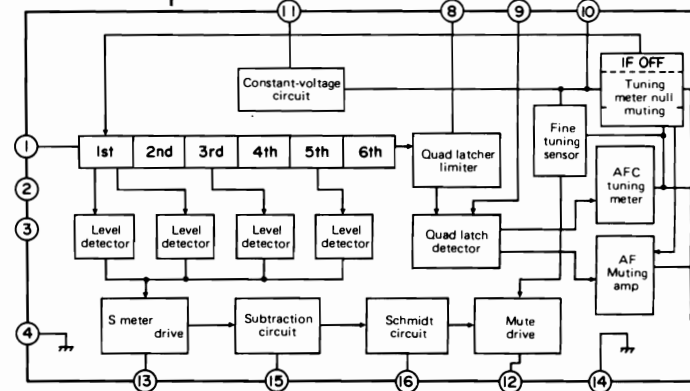 11
8
9
10
Constant-voltage
circuit
IF OFF
Tuning
meter null
muting
Fine
tuning
sensor
1
1st 2nd 3rd 4th 5th 6th
Quad latcher
limiter
AFC
tuning
meter
2
3
Level
detector
Level
detector
Level
detector
Level
detector
Quad latch
detector
AF
Muting
amp
4
S meter
drive
Subtraction
circuit
Schmidt
circuit
Mute
drive
13
15
16
12
14